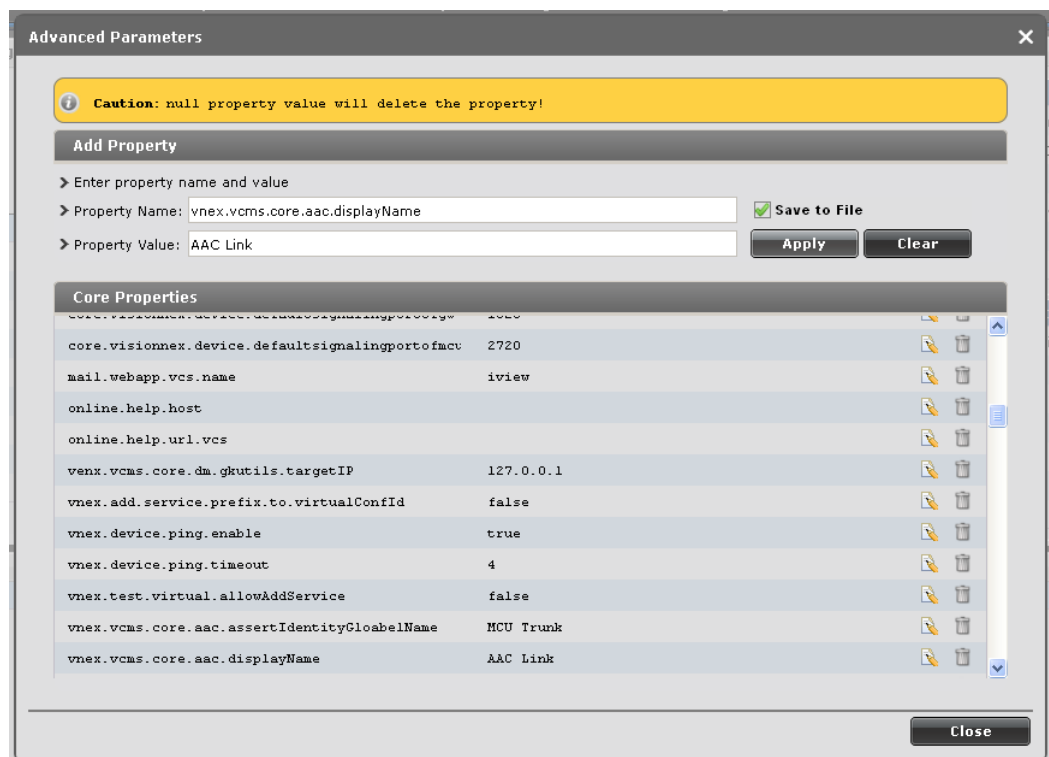 Advanced Parameters
Caution: null property value will delete the property!
Add Property
Enter property name and value
Property Name: vnex.vcms.core.aac.displayName
Save to File
Property Value: AAC Link
Apply Clear
Core Properties
core.visionnex.device.defaultsignalingportofmcu 2720
mail.webapp.vcs.name iview
online.help.host
online.help.url.vcs
venx.vcms.core.dm.gkutils.targetIP 127.0.0.1
vnex.add.service.prefix.to.virtualConfId false
vnex.device.ping.enable true
vnex.device.ping.timeout 4
vnex.test.virtual.allowAddService false
vnex.vcms.core.aac.assertIdentityGloabelName MCU Trunk
vnex.vcms.core.aac.displayName AAC Link
Close